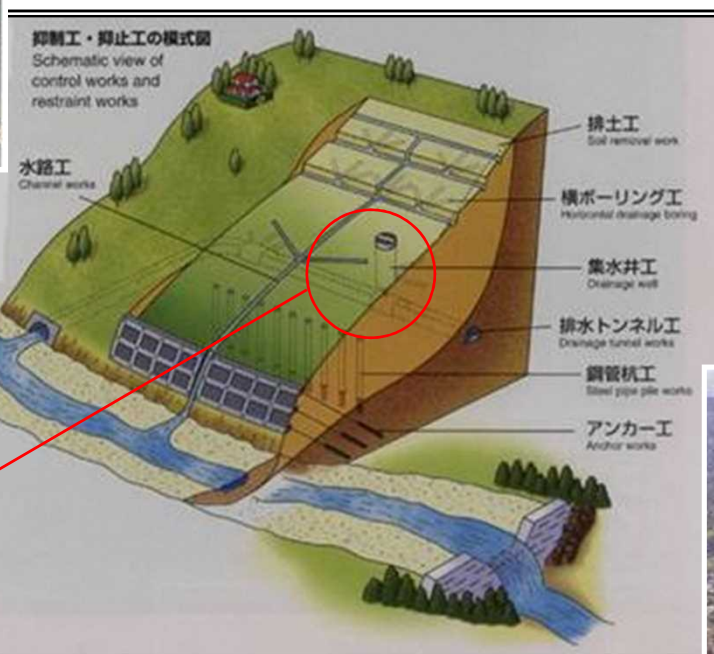 抑制工・抑止工の模式図
Schematic view of
control works and
restraint works
水路工
Channel works
排土工
Soil removal work
横ボーリング工
Horizontal drainage boring
集水井工
Drainage well
排水トンネル工
Drainage tunnel works
鋼管杭工
Steel pipe pile works
アンカー工
Anchor works